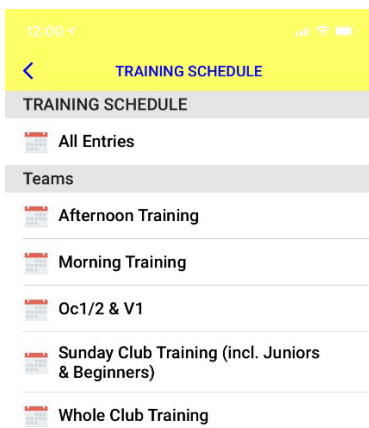 12:00
TRAINING SCHEDULE
TRAINING SCHEDULE
All Entries
Teams
Afternoon Training
Morning Training
Oc1/2 & V1
Sunday Club Training (incl. Juniors
& Beginners)
Whole Club Training